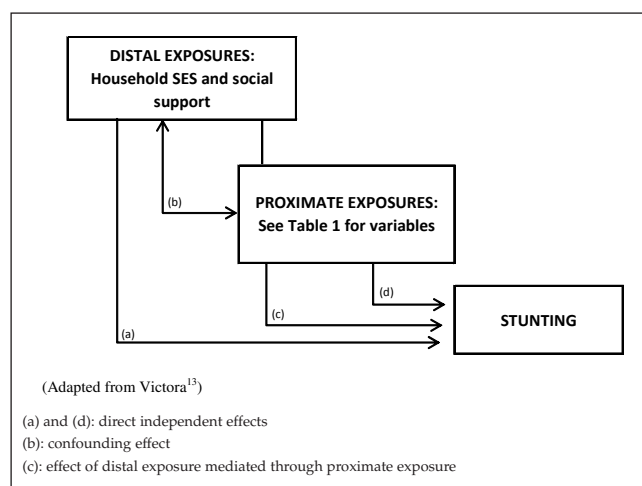 DISTAL EXPOSURES:
Household SES and social
support
(b)
PROXIMATE EXPOSURES:
See Table 1 for variables
(d)
(c)
STUNTING
(a)
(Adapted from Victora¹³)
(a) and (d): direct independent effects
(b): confounding effect
(c): effect of distal exposure mediated through proximate exposure